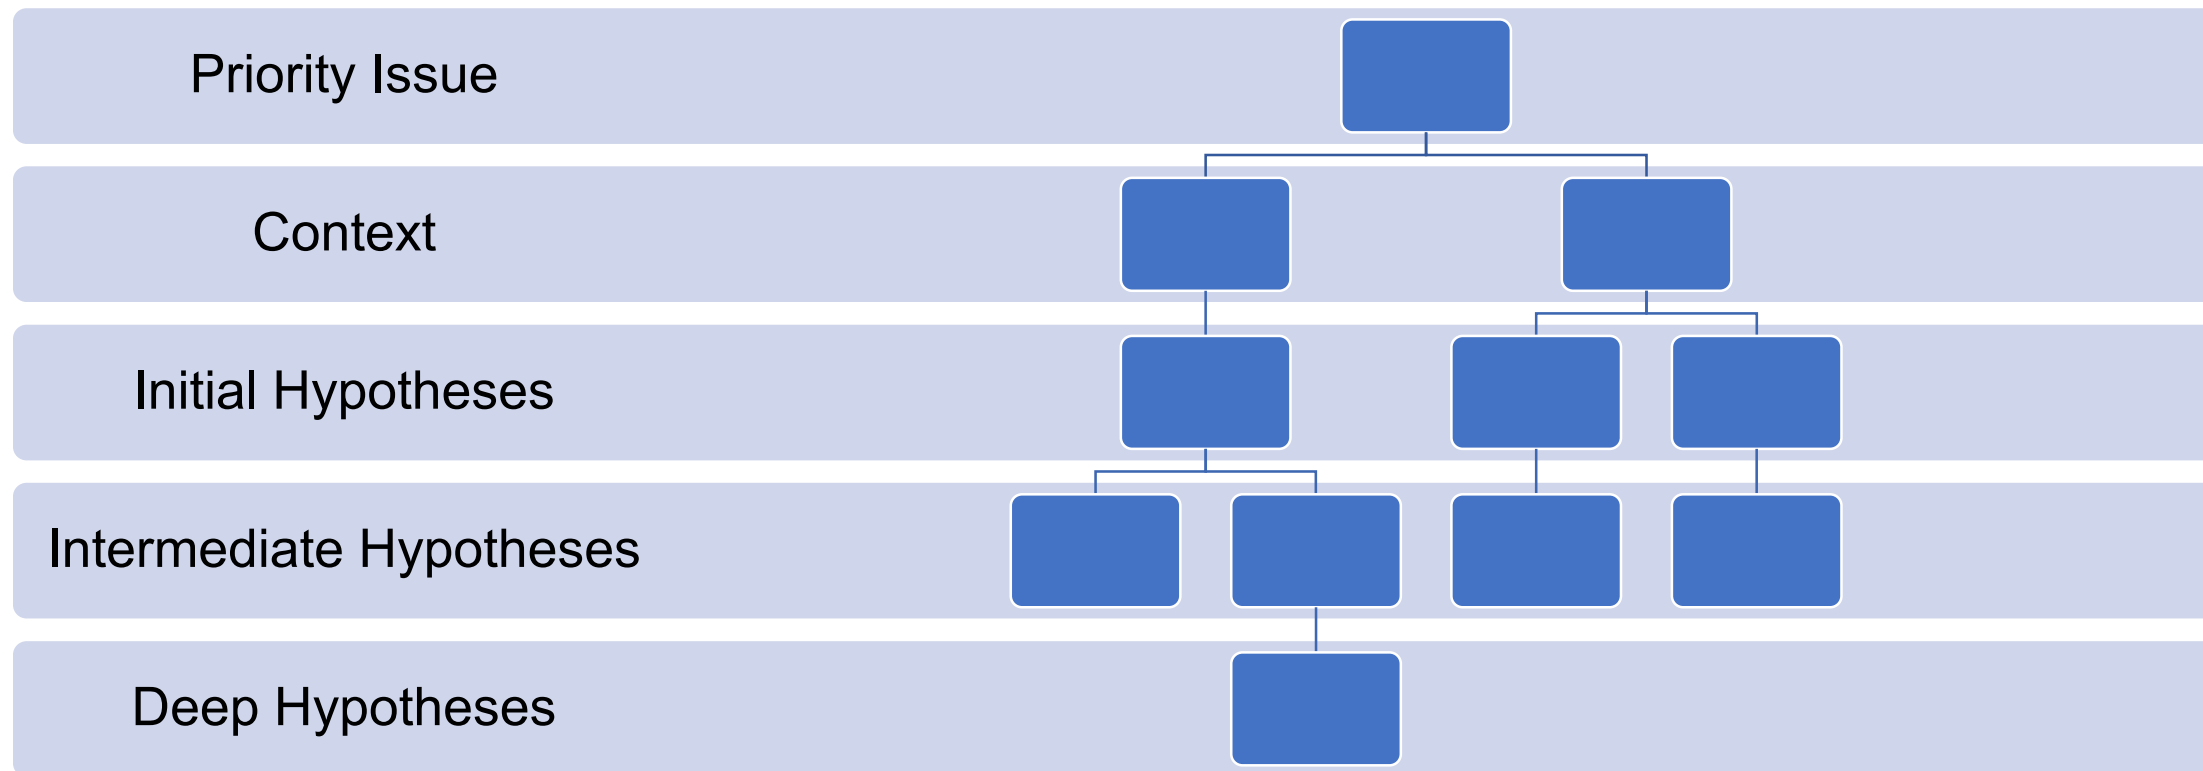 Priority Issue
Context
Initial Hypotheses
Intermediate Hypotheses
Deep Hypotheses